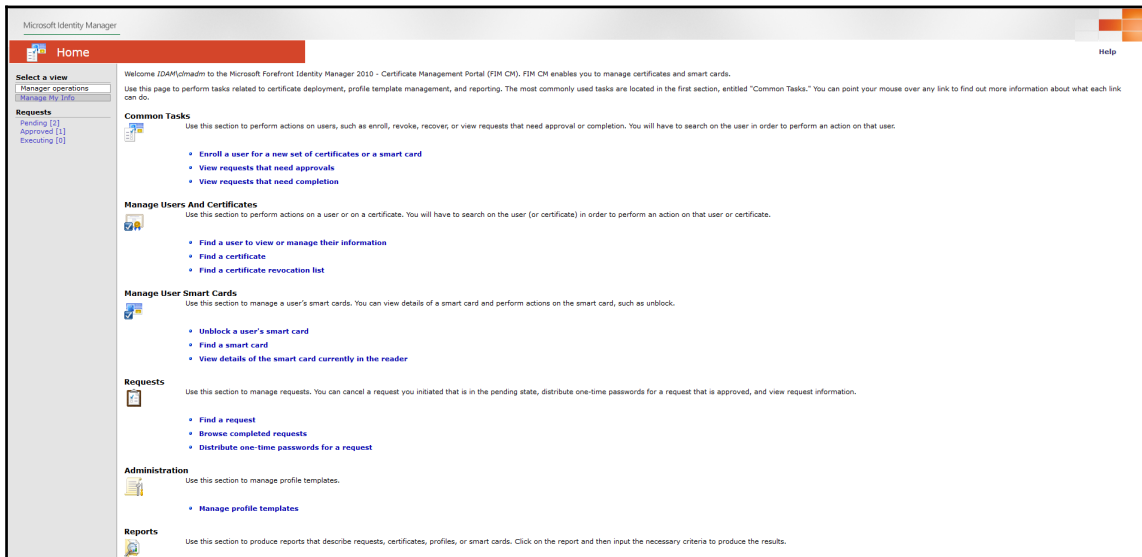 Microsoft Identity Manager
Home
Help
Select a view
Manager operations
Manage My Info
Requests
Pending [2]
Approved [1]
Executing [0]
Welcome IDAM\clmadm to the Microsoft Forefront Identity Manager 2010 - Certificate Management Portal (FIM CM). FIM CM enables you to manage certificates and smart cards.
Use this page to perform tasks related to certificate deployment, profile template management, and reporting. The most commonly used tasks are located in the first section, entitled "Common Tasks." You can point your mouse over any link to find out more information about what each link
can do.
Common Tasks
Use this section to perform actions on users, such as enroll, revoke, recover, or view requests that need approval or completion. You will have to search on the user in order to perform an action on that user.
Enroll a user for a new set of certificates or a smart card
View requests that need approvals
View requests that need completion
Manage Users And Certificates
Use this section to perform actions on a user or on a certificate. You will have to search on the user (or certificate) in order to perform an action on that user or certificate.
Find a user to view or manage their information
Find a certificate
Find a certificate revocation list
Manage User Smart Cards
Use this section to manage a user's smart cards. You can view details of a smart card and perform actions on the smart card, such as unblock.
Unblock a user's smart card
Find a smart card
View details of the smart card currently in the reader
Requests
Use this section to manage requests. You can cancel a request you initiated that is in the pending state, distribute one-time passwords for a request that is approved, and view request information.
Find a request
Browse completed requests
Distribute one-time passwords for a request
Administration
Use this section to manage profile templates.
Manage profile templates
Reports
Use this section to produce reports that describe requests, certificates, profiles, or smart cards. Click on the report and then input the necessary criteria to produce the results.